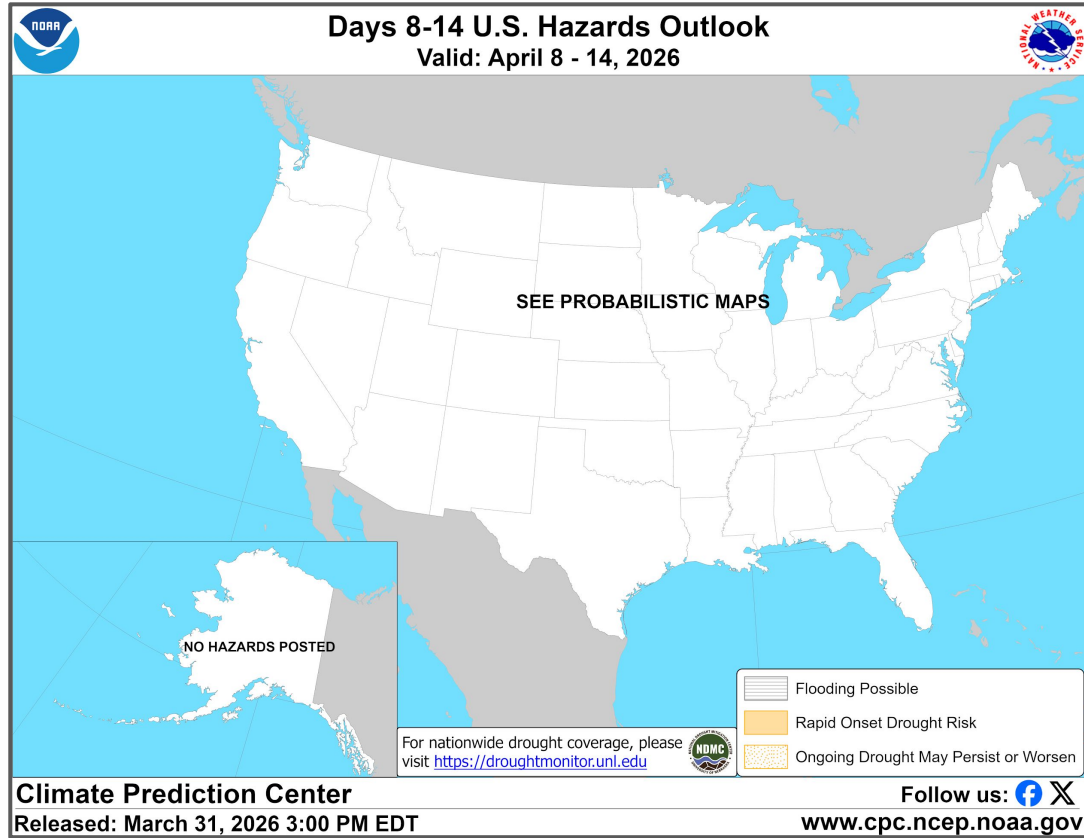 NOAA
Days 8-14 U.S. Hazards Outlook
Valid: April 8 - 14, 2026
NATIONAL WEATHER SERVICE
SEE PROBABILISTIC MAPS
NO HAZARDS POSTED
For nationwide drought coverage, please
visit https://droughtmonitor.unl.edu
NDMC
Flooding Possible
Rapid Onset Drought Risk
Ongoing Drought May Persist or Worsen
Climate Prediction Center
Follow us:
Released: March 31, 2026 3:00 PM EDT
www.cpc.ncep.noaa.gov